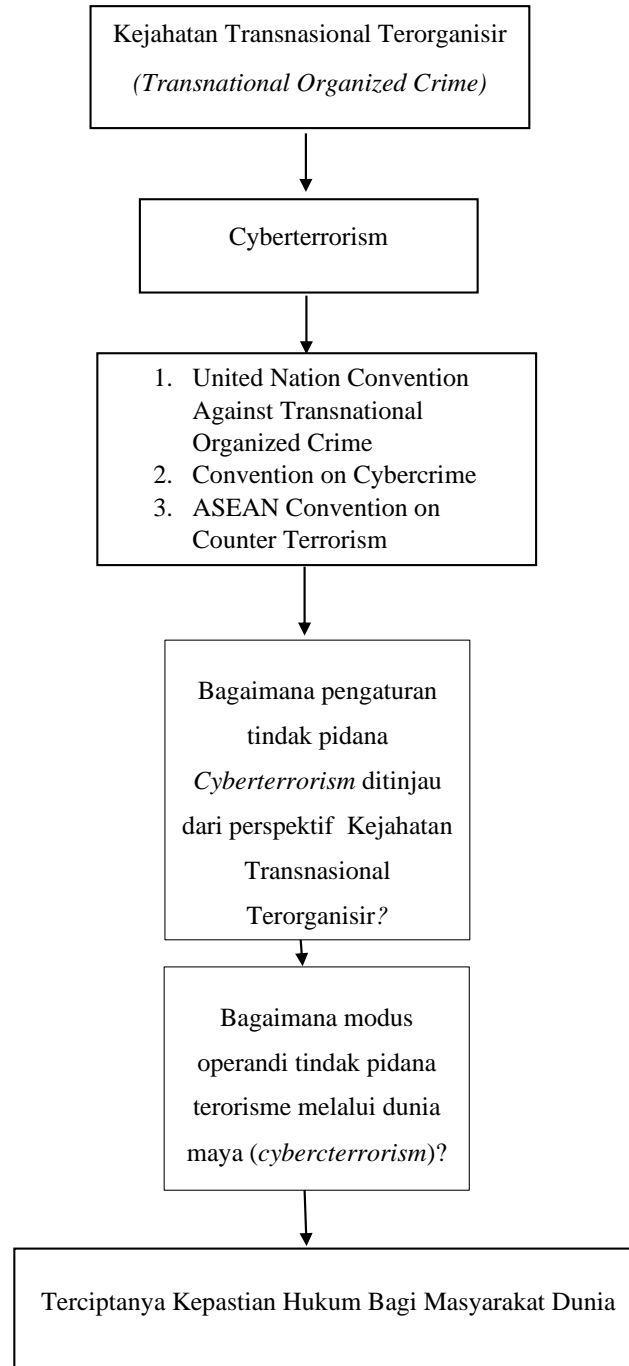 Kejahatan Transnasional Terorganisir
(Transnational Organized Crime)
Cyberterrorism
1. United Nation Convention
Against Transnational
Organized Crime
2. Convention on Cybercrime
3. ASEAN Convention on
Counter Terrorism
Bagaimana pengaturan
tindak pidana
Cyberterrorism ditinjau
dari perspektif Kejahatan
Transnasional
Terorganisir?
Bagaimana modus
operandi tindak pidana
terorisme melalui dunia
maya (cybercterrorism)?
Terciptanya Kepastian Hukum Bagi Masyarakat Dunia